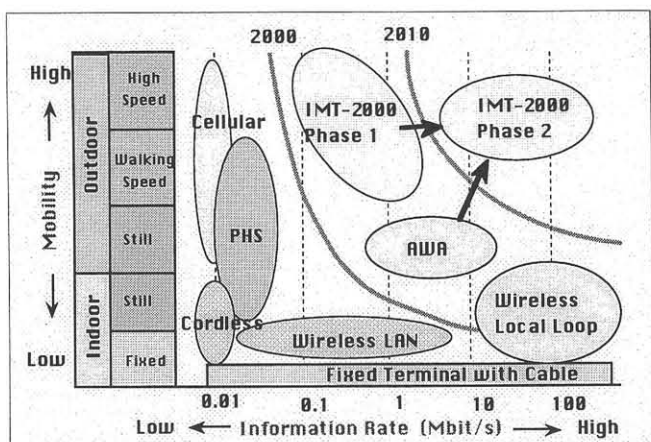 2000
2010
High
Mobility
Low
Outdoor
Indoor
High
Speed
Walking
Speed
Still
Still
Fixed
Cellular
PHS
Cordless
IMT-2000
Phase 1
IMT-2000
Phase 2
AWA
Wireless
Local Loop
Wireless LAN
Fixed Terminal with Cable
0.01
0.1
1
10
100
Low
Information Rate (Mbit/s)
High